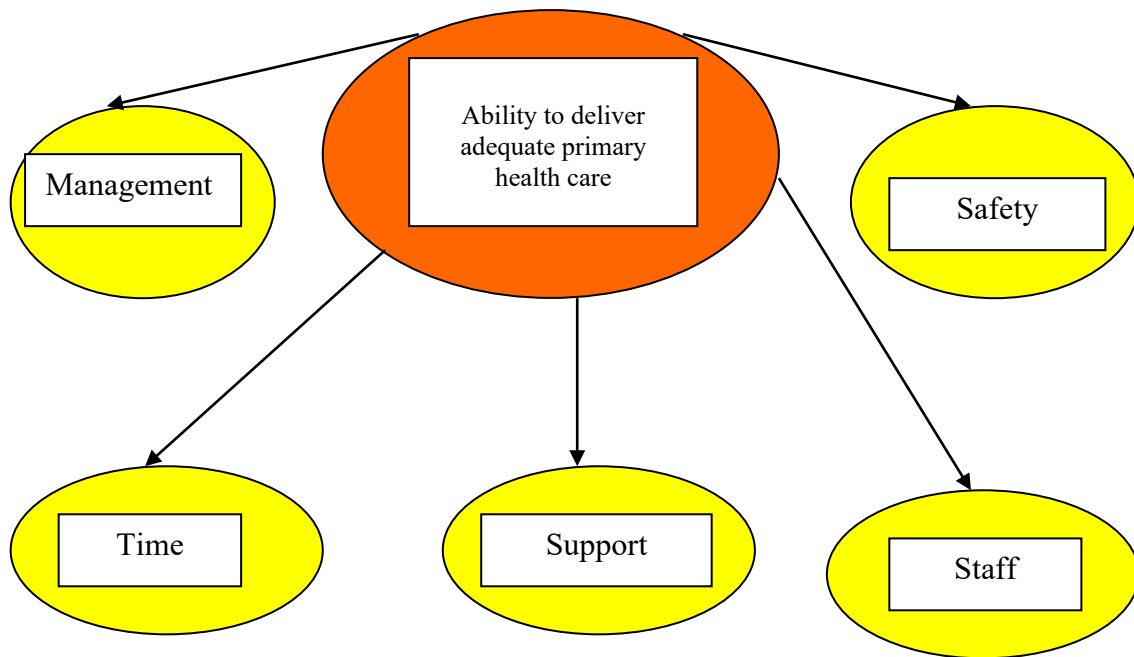 Ability to deliver
adequate primary
health care
Management
Safety
Time
Support
Staff